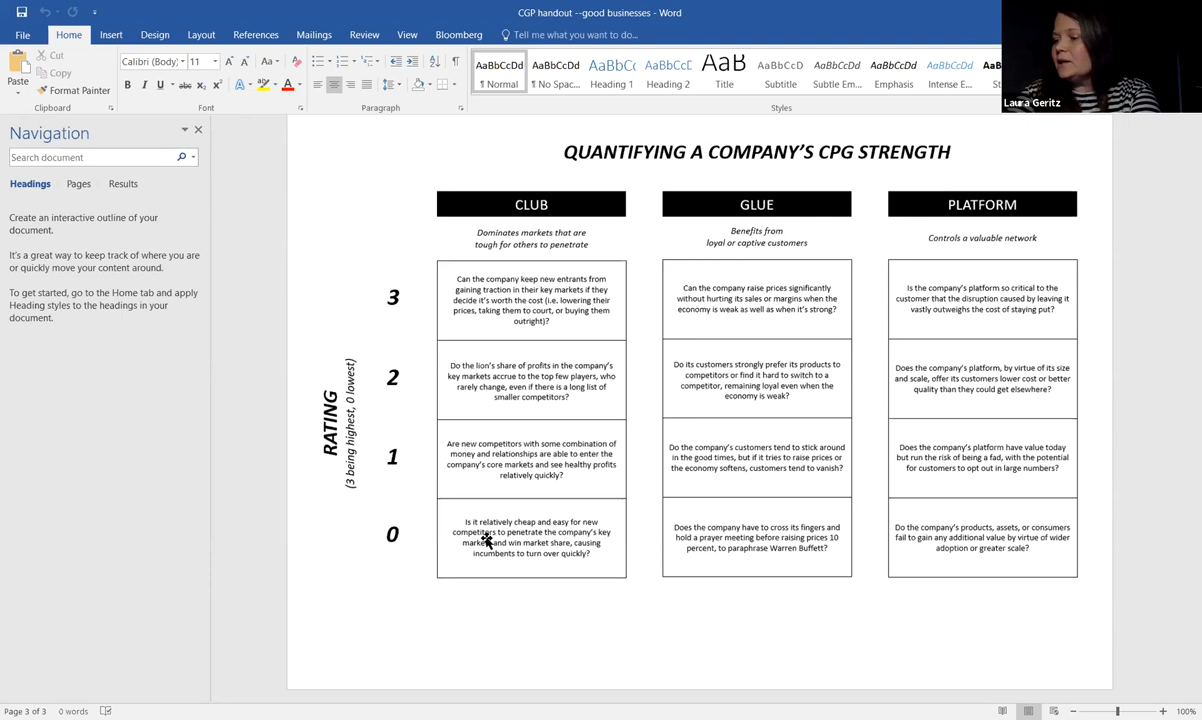 CGP handout --good businesses - Word
File Home Insert Design Layout References Mailings Review View Bloomberg Tell me what you want to do...
Cut
Copy
Format Painter
Paste
Clipboard
Calibri (Body) 11
Font
Paragraph
AaBbCcDd AaBbCcDd AaBbCc AaBbCcD AaB AaBbCcD AaBbCcDd AaBbCcDd AaBbCcDd
¶ Normal ¶ No Spac... Heading 1 Heading 2 Title Subtitle Subtle Em... Emphasis Intense E...
Styles
Laura Geritz
Navigation
Search document
Headings Pages Results
Create an interactive outline of your
document.
It's a great way to keep track of where you are
or quickly move your content around.
To get started, go to the Home tab and apply
Heading styles to the headings in your
document.
QUANTIFYING A COMPANY'S CPG STRENGTH
RATING
(3 being highest, 0 lowest)
3
2
1
0
CLUB
Dominates markets that are
tough for others to penetrate
Can the company keep new entrants from
gaining traction in their key markets if they
decide it's worth the cost (i.e. lowering their
prices, taking them to court, or buying them
outright)?
Do the lion's share of profits in the company's
key markets accrue to the top few players, who
rarely change, even if there is a long list of
smaller competitors?
Are new competitors with some combination of
money and relationships are able to enter the
company's core markets and see healthy profits
relatively quickly?
Is it relatively cheap and easy for new
competitors to penetrate the company's key
markets and win market share, causing
incumbents to turn over quickly?
GLUE
Benefits from
loyal or captive customers
Can the company raise prices significantly
without hurting its sales or margins when the
economy is weak as well as when it's strong?
Do its customers strongly prefer its products to
competitors or find it hard to switch to a
competitor, remaining loyal even when the
economy is weak?
Do the company's customers tend to stick around
in the good times, but if it tries to raise prices or
the economy softens, customers tend to vanish?
Does the company have to cross its fingers and
hold a prayer meeting before raising prices 10
percent, to paraphrase Warren Buffett?
PLATFORM
Controls a valuable network
Is the company's platform so critical to the
customer that the disruption caused by leaving it
vastly outweighs the cost of staying put?
Does the company's platform, by virtue of its size
and scale, offer its customers lower cost or better
quality than they could get elsewhere?
Does the company's platform have value today
but run the risk of being a fad, with the potential
for customers to opt out in large numbers?
Do the company's products, assets, or consumers
fail to gain any additional value by virtue of wider
adoption or greater scale?
Page 3 of 3 0 words
100%